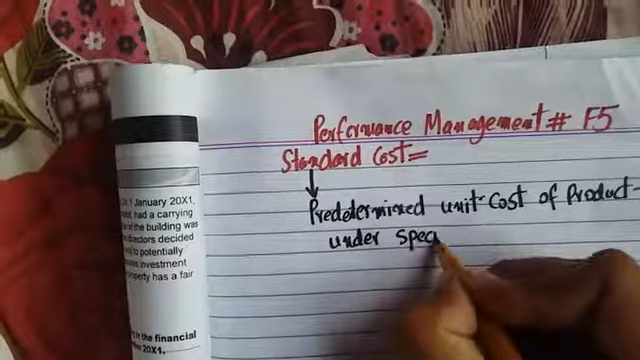 Performance Management # F5
Standard Cost=
Predetermined unit-Cost of Product-
under spec
On 1 January 20X1,
had a carrying
of the building was
directors decided
to potentially
investment
property has a fair
in the financial
20X1.